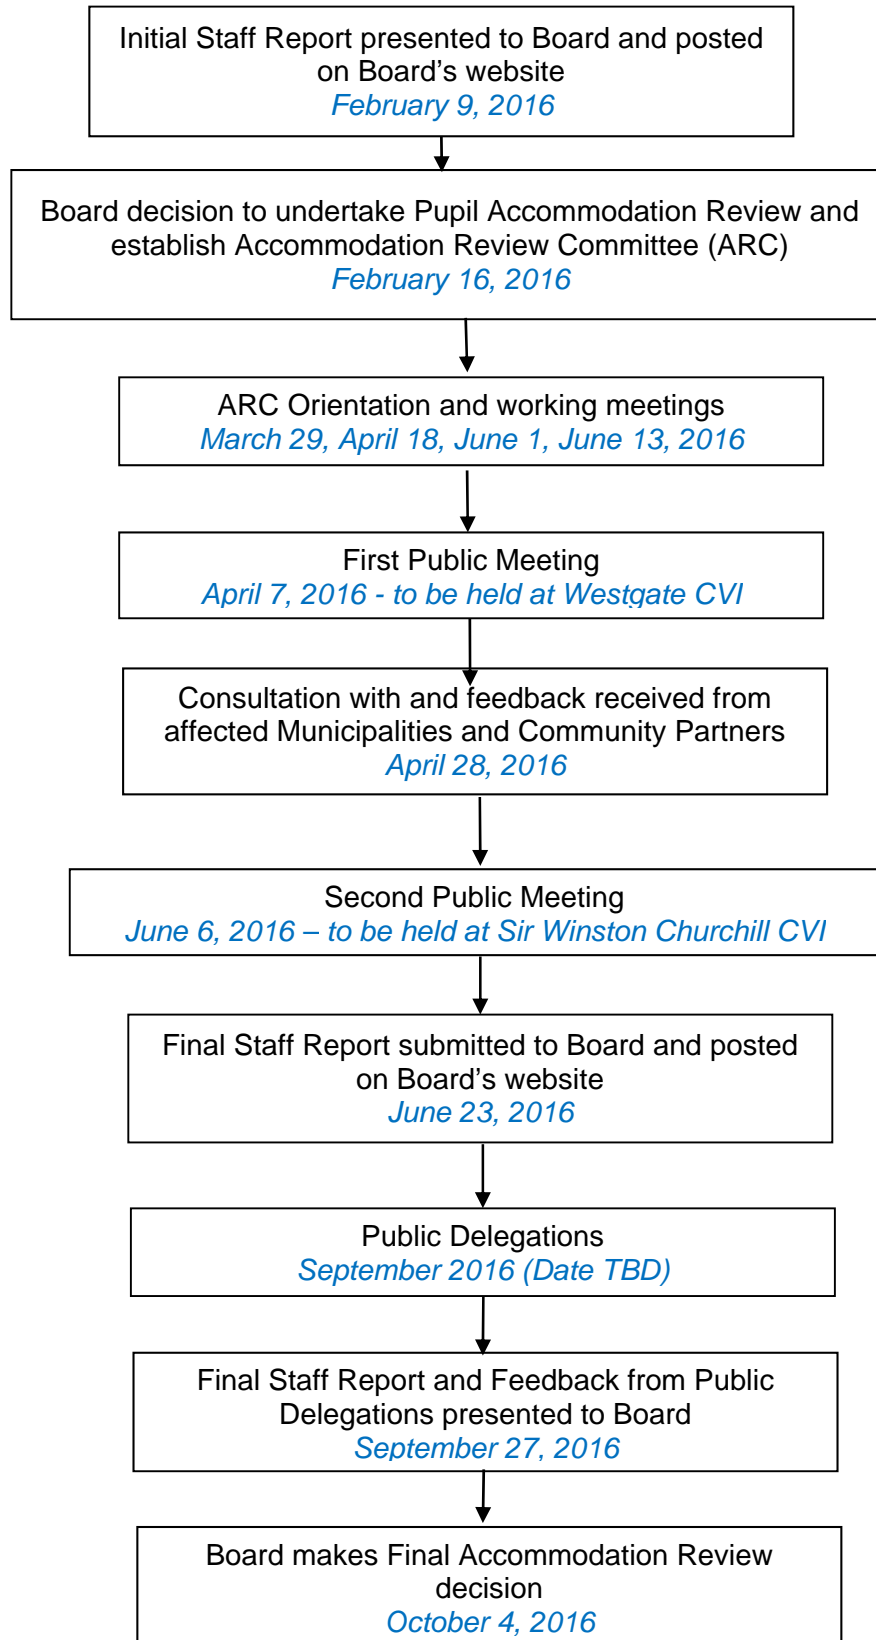 Initial Staff Report presented to Board and posted
on Board's website
February 9, 2016
Board decision to undertake Pupil Accommodation Review and
establish Accommodation Review Committee (ARC)
February 16, 2016
ARC Orientation and working meetings
March 29, April 18, June 1, June 13, 2016
First Public Meeting
April 7, 2016 - to be held at Westgate CVI
Consultation with and feedback received from
affected Municipalities and Community Partners
April 28, 2016
Second Public Meeting
June 6, 2016 – to be held at Sir Winston Churchill CVI
Final Staff Report submitted to Board and posted
on Board's website
June 23, 2016
Public Delegations
September 2016 (Date TBD)
Final Staff Report and Feedback from Public
Delegations presented to Board
September 27, 2016
Board makes Final Accommodation Review
decision
October 4, 2016